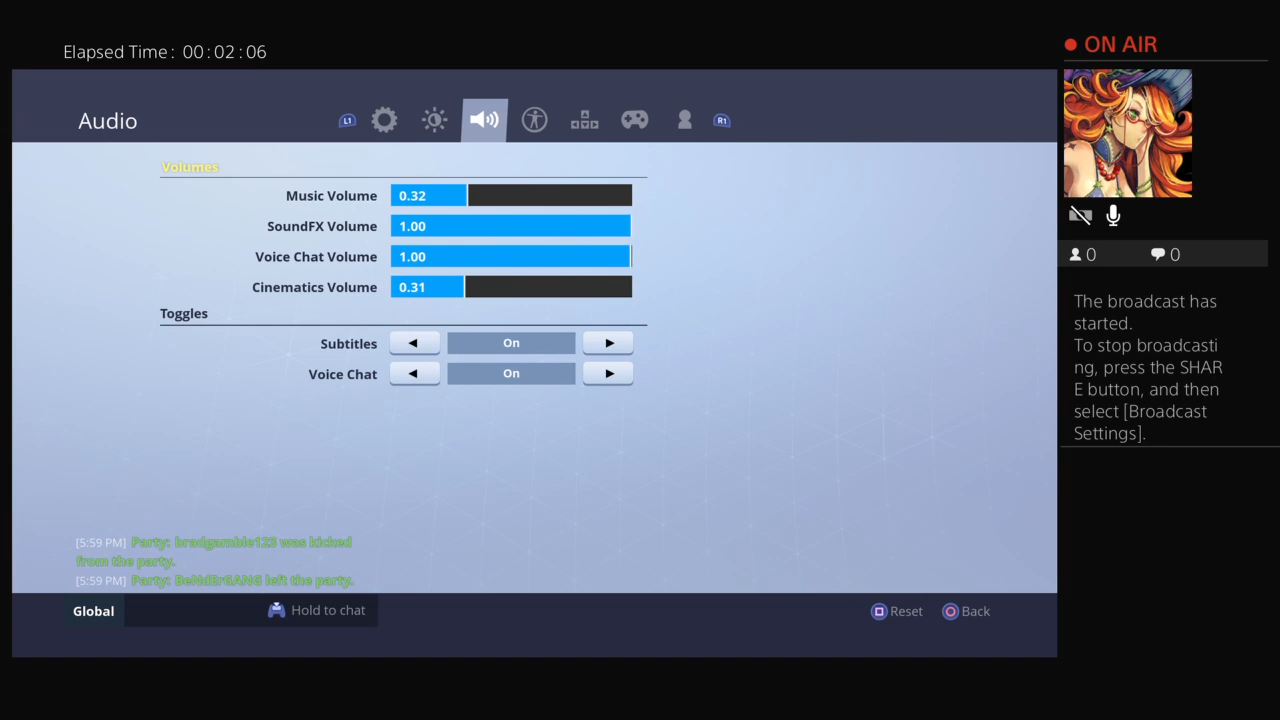 Elapsed Time: 00:02:06
ON AIR
Audio
L1
R1
Volumes
Music Volume 0.32
SoundFX Volume 1.00
Voice Chat Volume 1.00
Cinematics Volume 0.31
Toggles
Subtitles On
Voice Chat On
0 0
The broadcast has
started.
To stop broadcasti
ng, press the SHAR
E button, and then
select [Broadcast
Settings].
[5:59 PM] Party: bradgamble123 was kicked
from the party.
[5:59 PM] Party: BeNdErGANG left the party.
Global Hold to chat
Reset Back